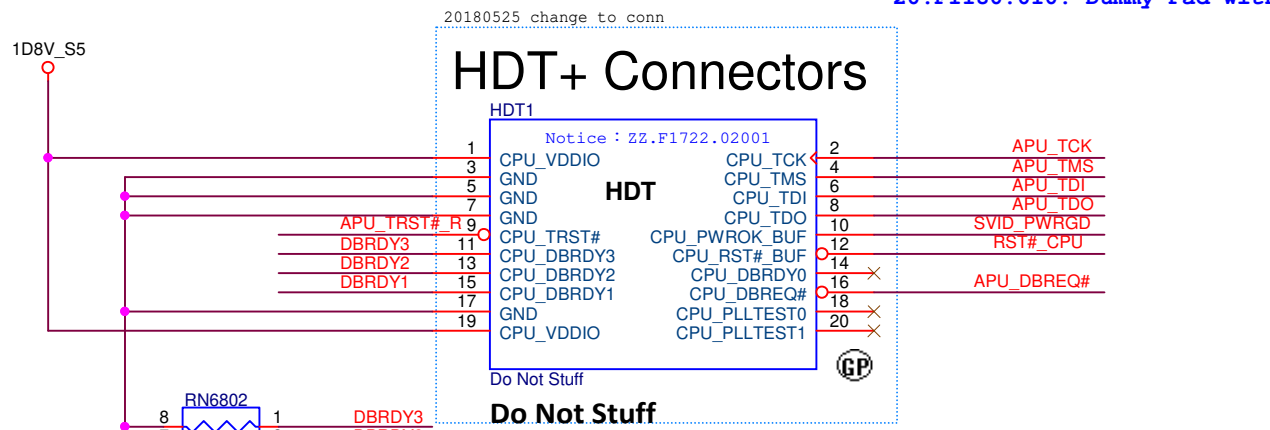 20180525 change to conn
1D8V_S5
HDT+ Connectors
HDT1
Notice：ZZ.F1722.02001
HDT
1 CPU_VDDIO CPU_TCK 2 APU_TCK
3 GND CPU_TMS 4 APU_TMS
5 GND CPU_TDI 6 APU_TDI
7 GND CPU_TDO 8 APU_TDO
APU_TRST#_R 9 CPU_TRST# CPU_PWROK_BUF 10 SVID_PWRGD
DBRDY3 11 CPU_DBRDY3 CPU_RST#_BUF 12 RST#_CPU
DBRDY2 13 CPU_DBRDY2 CPU_DBRDY0 14
DBRDY1 15 CPU_DBRDY1 CPU_DBREQ# 16 APU_DBREQ#
17 GND CPU_PLLTEST0 18
19 CPU_VDDIO CPU_PLLTEST1 20
GP
Do Not Stuff
Do Not Stuff
RN6802
8 1 DBRDY3